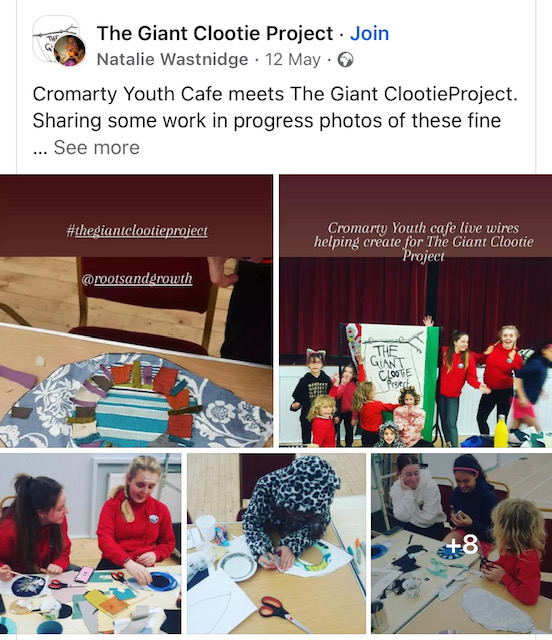 The Giant Clootie Project · Join
Natalie Wastnidge · 12 May ·
Cromarty Youth Cafe meets The Giant ClootieProject.
Sharing some work in progress photos of these fine
... See more
#thegiantclootieproject
@rootsandgrowth
Cromarty Youth cafe live wires
helping create for The Giant Clootie
Project
THE
GIANT
CLOOTIE
Project
+8